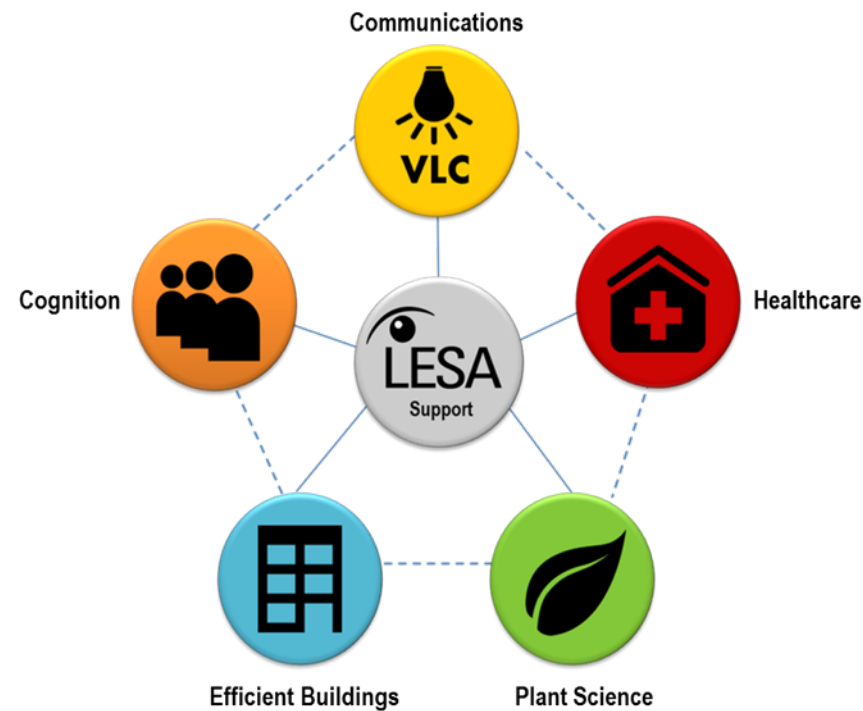 Communications
VLC
Cognition
Healthcare
LESA
Support
Efficient Buildings
Plant Science